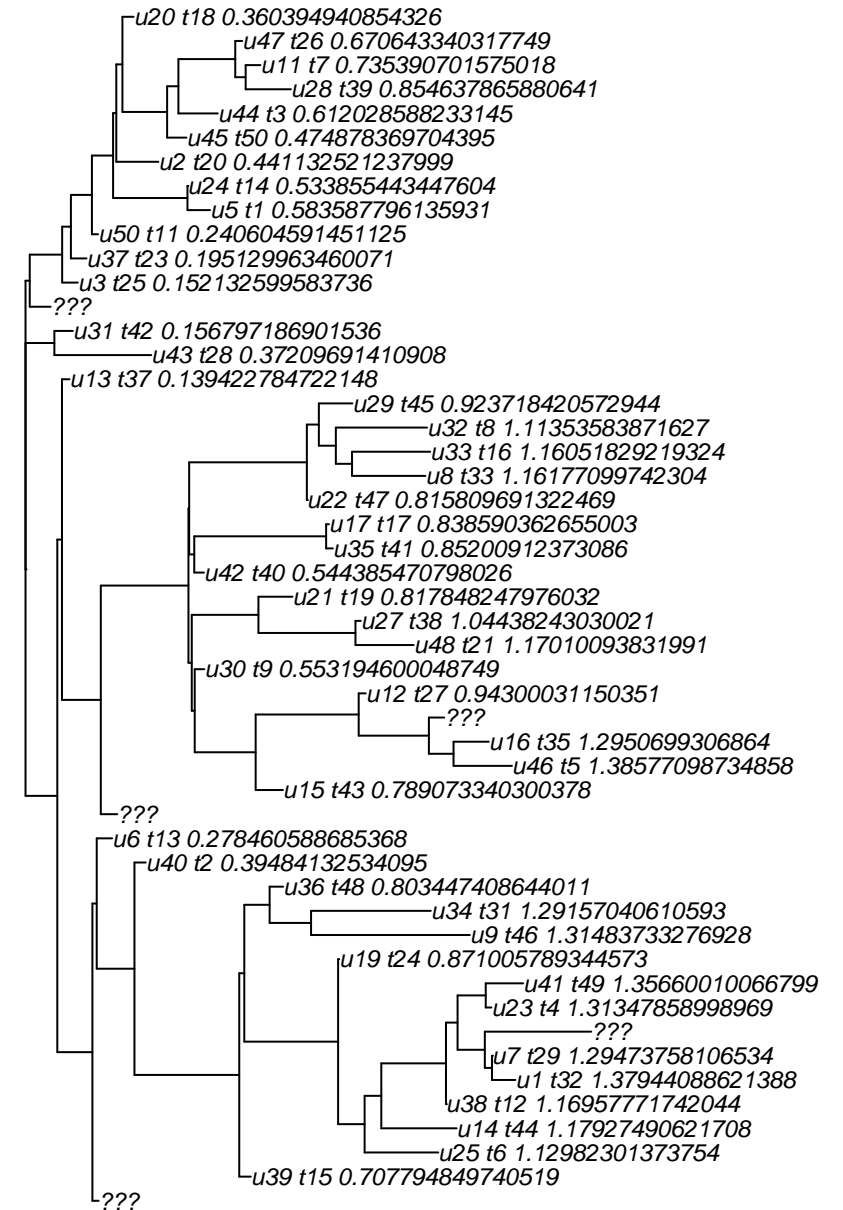 u20 t18 0.360394940854326
u47 t26 0.670643340317749
u11 t7 0.735390701575018
u28 t39 0.854637865880641
u44 t3 0.612028588233145
u45 t50 0.474878369704395
u2 t20 0.441132521237999
u24 t14 0.533855443447604
u5 t1 0.583587796135931
u50 t11 0.240604591451125
u37 t23 0.195129963460071
u3 t25 0.152132599583736
???
u31 t42 0.156797186901536
u43 t28 0.37209691410908
u13 t37 0.139422784722148
u29 t45 0.923718420572944
u32 t8 1.11353583871627
u33 t16 1.16051829219324
u8 t33 1.16177099742304
u22 t47 0.815809691322469
u17 t17 0.838590362655003
u35 t41 0.85200912373086
u42 t40 0.544385470798026
u21 t19 0.817848247976032
u27 t38 1.04438243030021
u48 t21 1.17010093831991
u30 t9 0.553194600048749
u12 t27 0.94300031150351
???
u16 t35 1.2950699306864
u46 t5 1.38577098734858
u15 t43 0.789073340300378
???
u6 t13 0.278460588685368
u40 t2 0.39484132534095
u36 t48 0.803447408644011
u34 t31 1.29157040610593
u9 t46 1.31483733276928
u19 t24 0.871005789344573
u41 t49 1.35660010066799
u23 t4 1.31347858998969
???
u7 t29 1.29473758106534
u1 t32 1.37944088621388
u38 t12 1.16957771742044
u14 t44 1.17927490621708
u25 t6 1.12982301373754
u39 t15 0.707794849740519
???